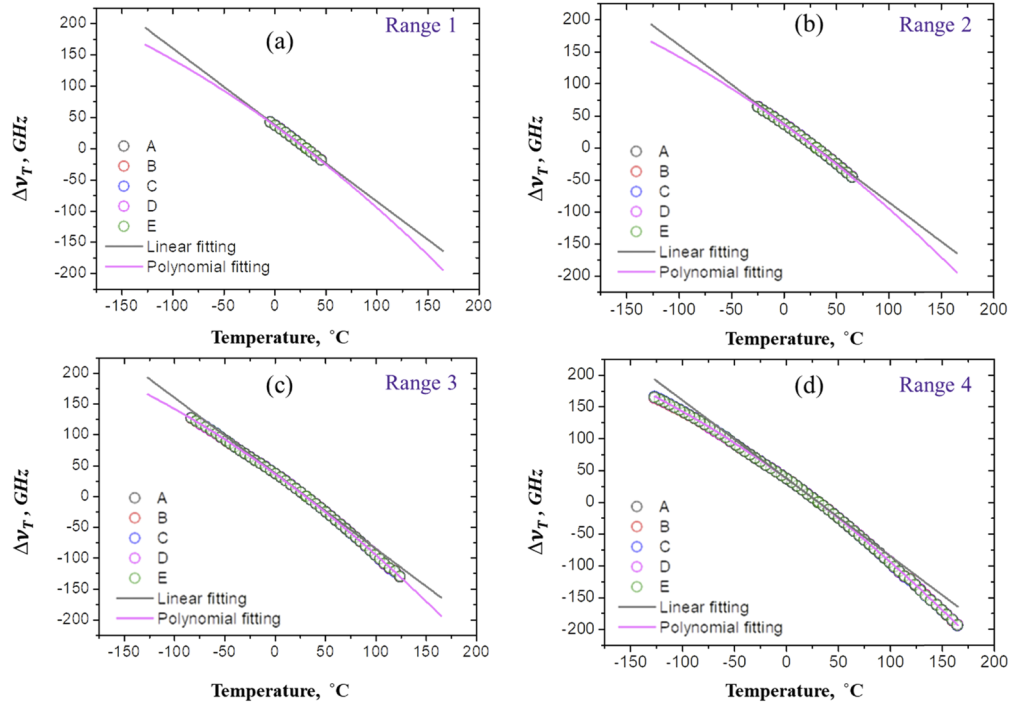 (a)
Range 1
200
150
100
50
0
-50
-100
-150
-200
Δν_T , GHz
A
B
C
D
E
Linear fitting
Polynomial fitting
-150 -100 -50 0 50 100 150 200
Temperature, ˚C
(b)
Range 2
200
150
100
50
0
-50
-100
-150
-200
Δν_T , GHz
A
B
C
D
E
Linear fitting
Polynomial fitting
-150 -100 -50 0 50 100 150 200
Temperature, ˚C
(c)
Range 3
200
150
100
50
0
-50
-100
-150
-200
Δν_T , GHz
A
B
C
D
E
Linear fitting
Polynomial fitting
-150 -100 -50 0 50 100 150 200
Temperature, ˚C
(d)
Range 4
200
150
100
50
0
-50
-100
-150
-200
Δν_T , GHz
A
B
C
D
E
Linear fitting
Polynomial fitting
-150 -100 -50 0 50 100 150 200
Temperature, ˚C